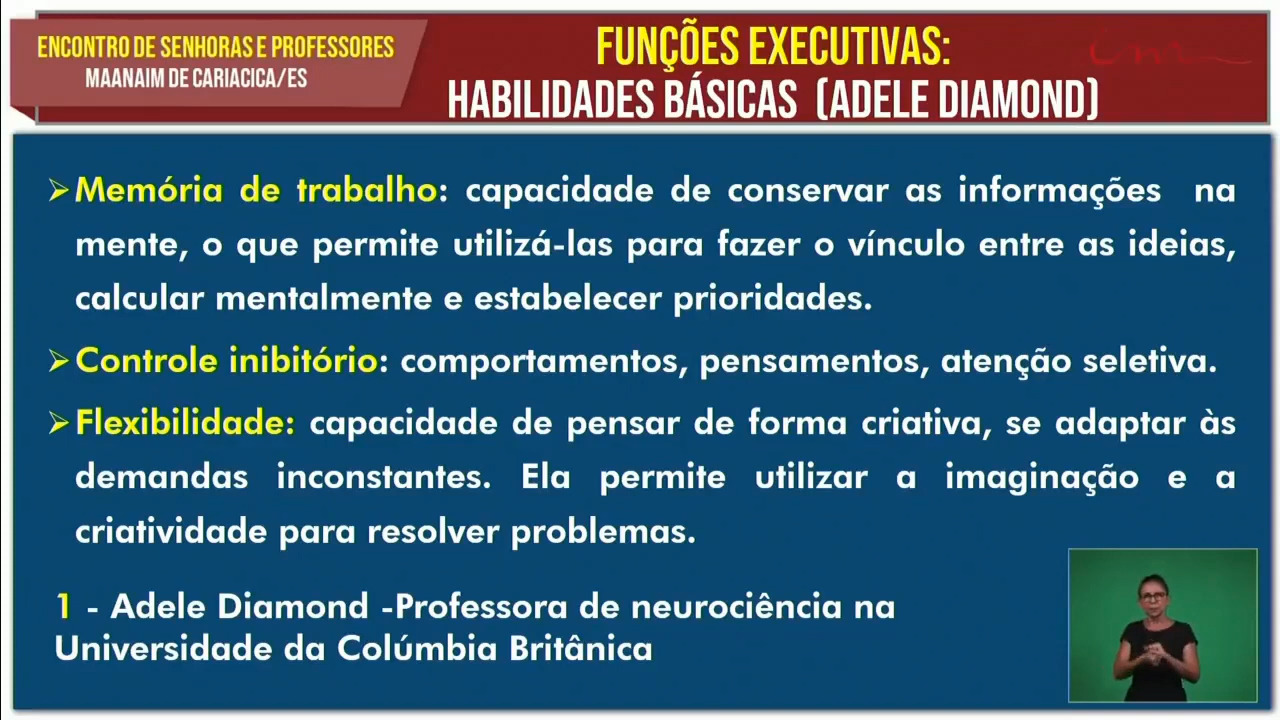 ENCONTRO DE SENHORAS E PROFESSORES
MAANAIM DE CARIACICA/ES
FUNÇÕES EXECUTIVAS:
HABILIDADES BÁSICAS (ADELE DIAMOND)
➢Memória de trabalho: capacidade de conservar as informações na
mente, o que permite utilizá-las para fazer o vínculo entre as ideias,
calcular mentalmente e estabelecer prioridades.
➢Controle inibitório: comportamentos, pensamentos, atenção seletiva.
➢Flexibilidade: capacidade de pensar de forma criativa, se adaptar às
demandas inconstantes. Ela permite utilizar a imaginação e a
criatividade para resolver problemas.
1 - Adele Diamond -Professora de neurociência na
Universidade da Colúmbia Britânica